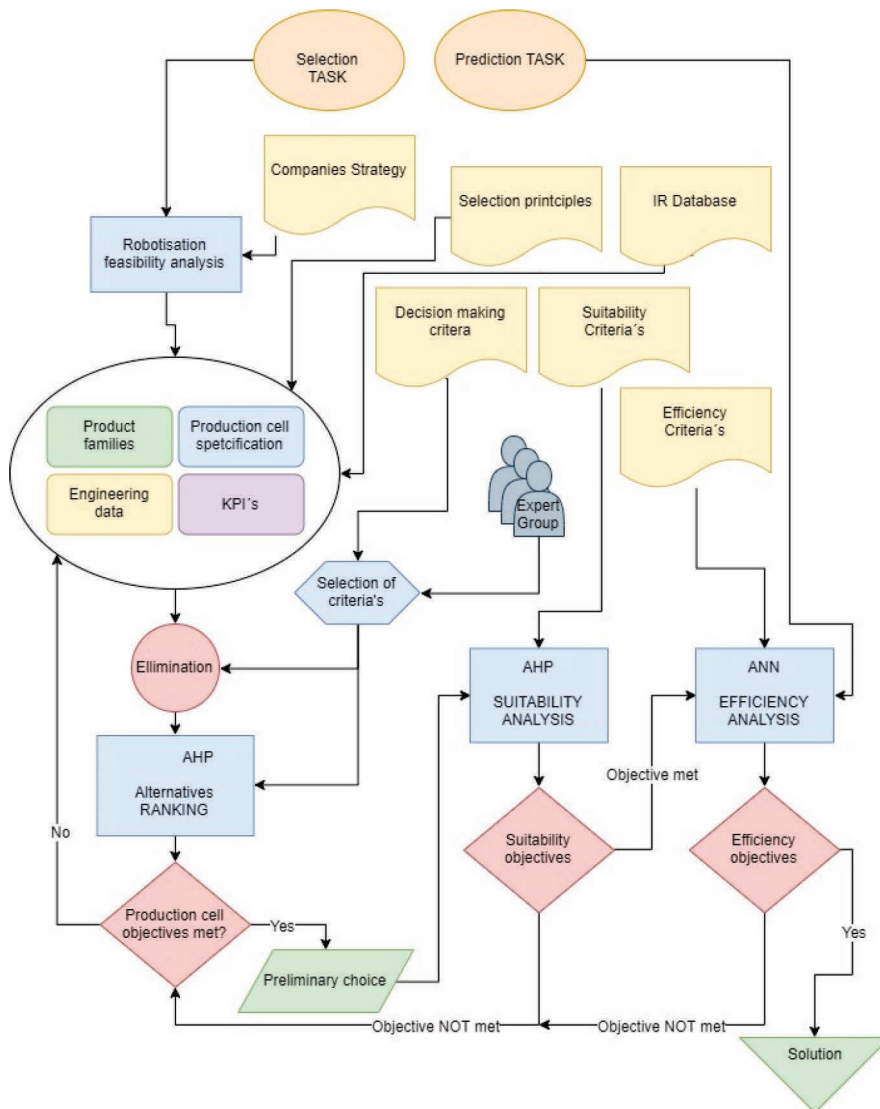 Selection
TASK
Prediction TASK
Companies Strategy
Selection printciples
IR Database
Robotisation
feasibility analysis
Decision making
critera
Suitability
Criteria´s
Efficiency
Criteria´s
Product
families
Production cell
spetcification
Engineering
data
KPI´s
Expert
Group
Selection of
criteria's
Ellimination
AHP
SUITABILITY
ANALYSIS
ANN
EFFICIENCY
ANALYSIS
AHP
Alternatives
RANKING
Objective met
No
Suitability
objectives
Efficiency
objectives
Production cell
objectives met?
Yes
Yes
Preliminary choice
Objective NOT met
Objective NOT met
Solution